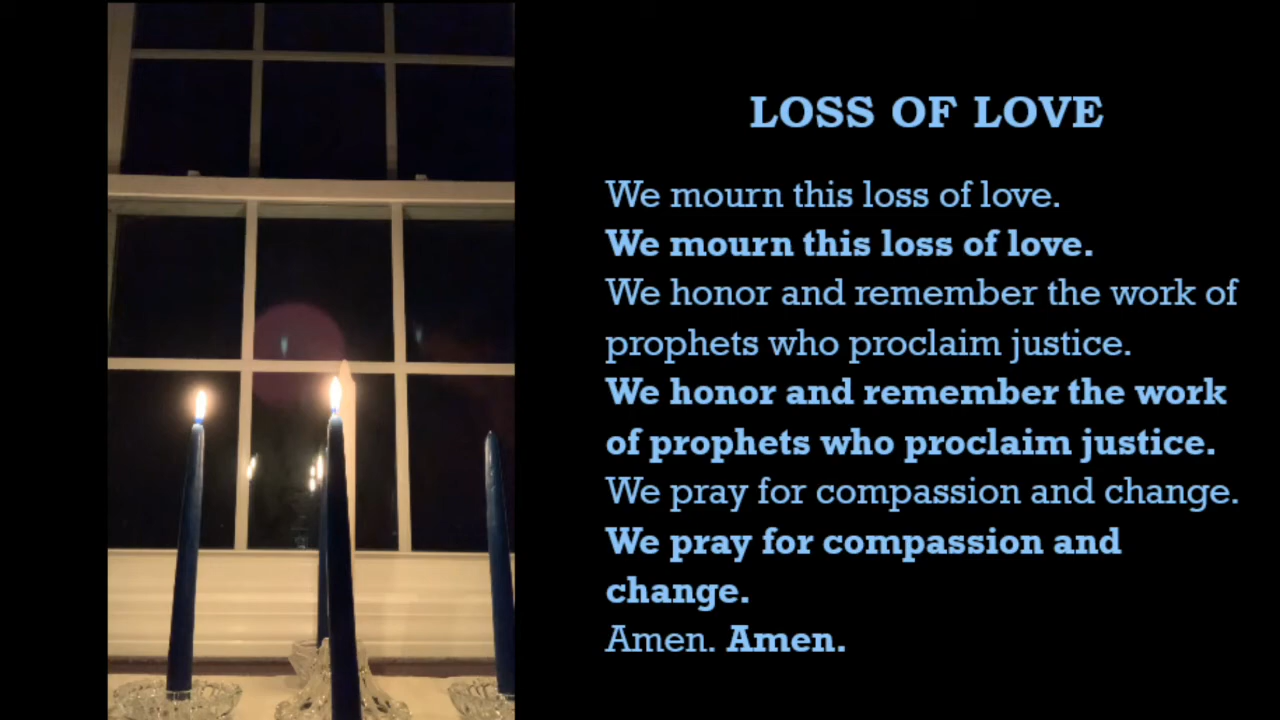 LOSS OF LOVE
We mourn this loss of love.
We mourn this loss of love.
We honor and remember the work of
prophets who proclaim justice.
We honor and remember the work
of prophets who proclaim justice.
We pray for compassion and change.
We pray for compassion and
change.
Amen. Amen.